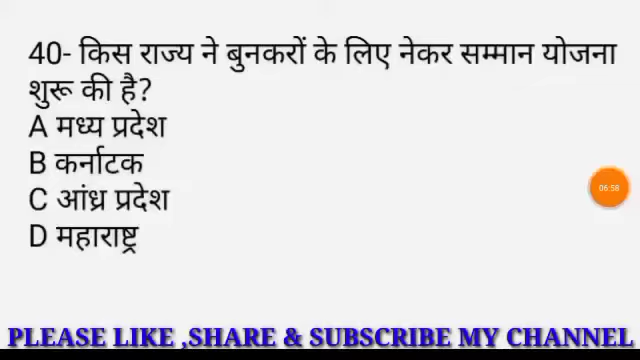 40- किस राज्य ने बुनकरों के लिए नेकर सम्मान योजना
शुरू की है?
A मध्य प्रदेश
B कर्नाटक
C आंध्र प्रदेश
D महाराष्ट्र
06:58
PLEASE LIKE ,SHARE & SUBSCRIBE MY CHANNEL